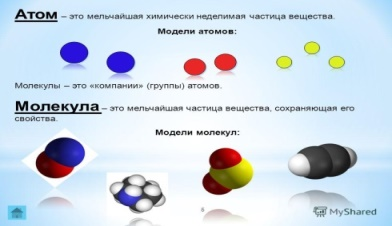 Атом – это мельчайшая химически неделимая частица вещества.
Модели атомов:
Молекулы – это «компании» (группы) атомов.
Молекула – это мельчайшая частица вещества, сохраняющая его
свойства.
Модели молекул:
6
MyShared